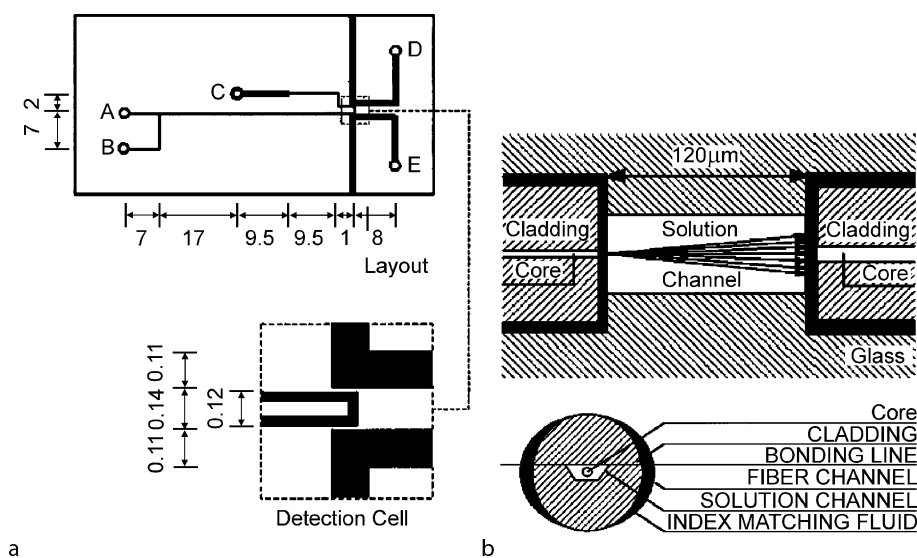 D
C
A
B
E
2
7
7
17
9.5
9.5
1
8
Layout
0.11
0.14
0.11
0.12
Detection Cell
a
120μm
Cladding
Solution
Cladding
Core
Channel
Core
Glass
Core
CLADDING
BONDING LINE
FIBER CHANNEL
SOLUTION CHANNEL
INDEX MATCHING FLUID
b